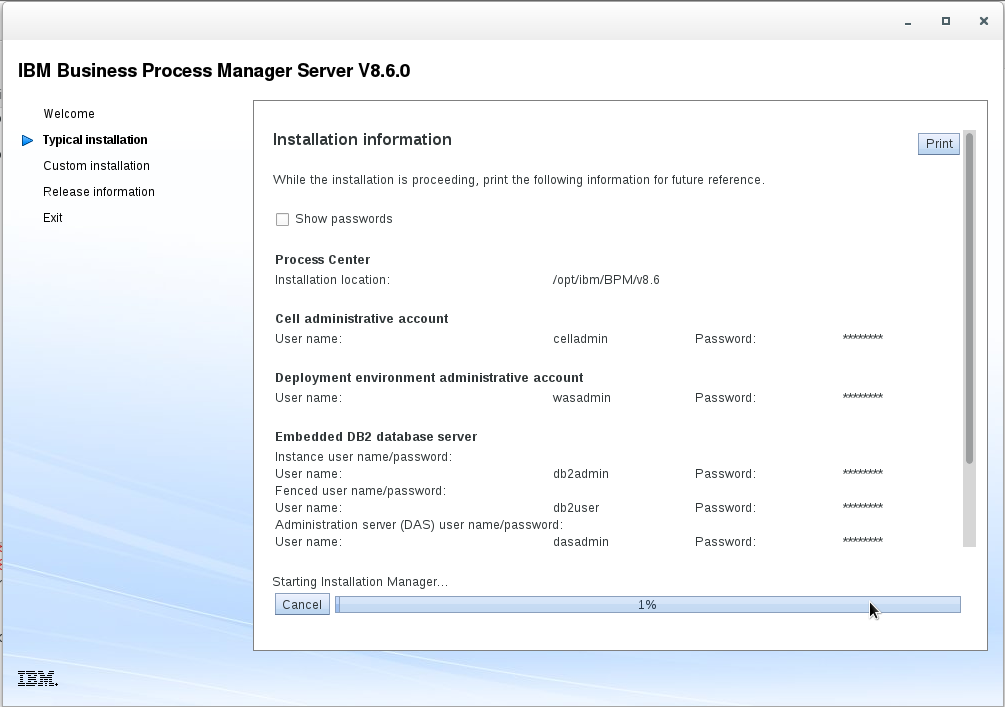 IBM Business Process Manager Server V8.6.0
Welcome
Typical installation
Custom installation
Release information
Exit
Installation information
Print
While the installation is proceeding, print the following information for future reference.
Show passwords
Process Center
Installation location: /opt/ibm/BPM/v8.6
Cell administrative account
User name: celladmin Password: ********
Deployment environment administrative account
User name: wasadmin Password: ********
Embedded DB2 database server
Instance user name/password:
User name: db2admin Password: ********
Fenced user name/password:
User name: db2user Password: ********
Administration server (DAS) user name/password:
User name: dasadmin Password: ********
Starting Installation Manager...
Cancel 1%
IBM.